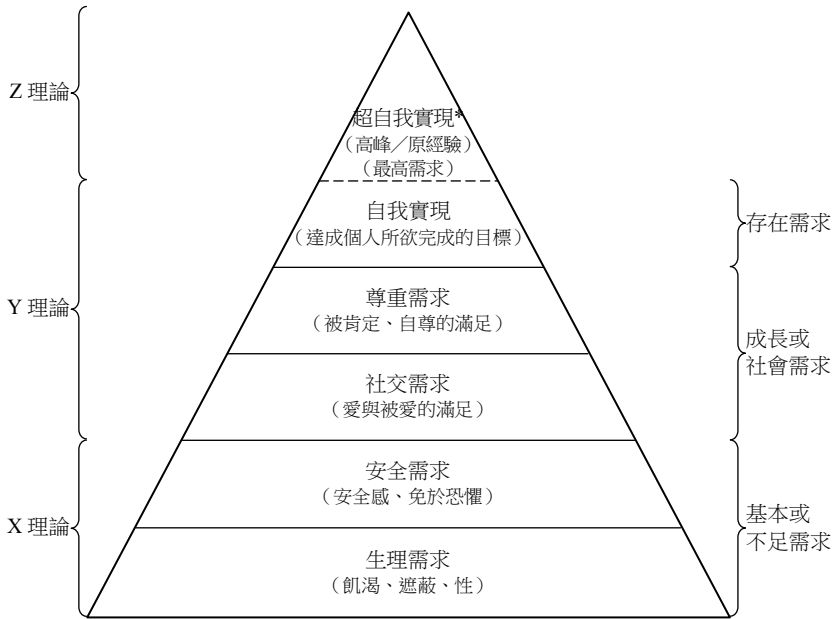 Z 理論
超自我實現*
（高峰／原經驗）
（最高需求）
自我實現
（達成個人所欲完成的目標）
存在需求
Y 理論
尊重需求
（被肯定、自尊的滿足）
成長或
社會需求
社交需求
（愛與被愛的滿足）
安全需求
（安全感、免於恐懼）
X 理論
基本或
不足需求
生理需求
（飢渴、遮蔽、性）